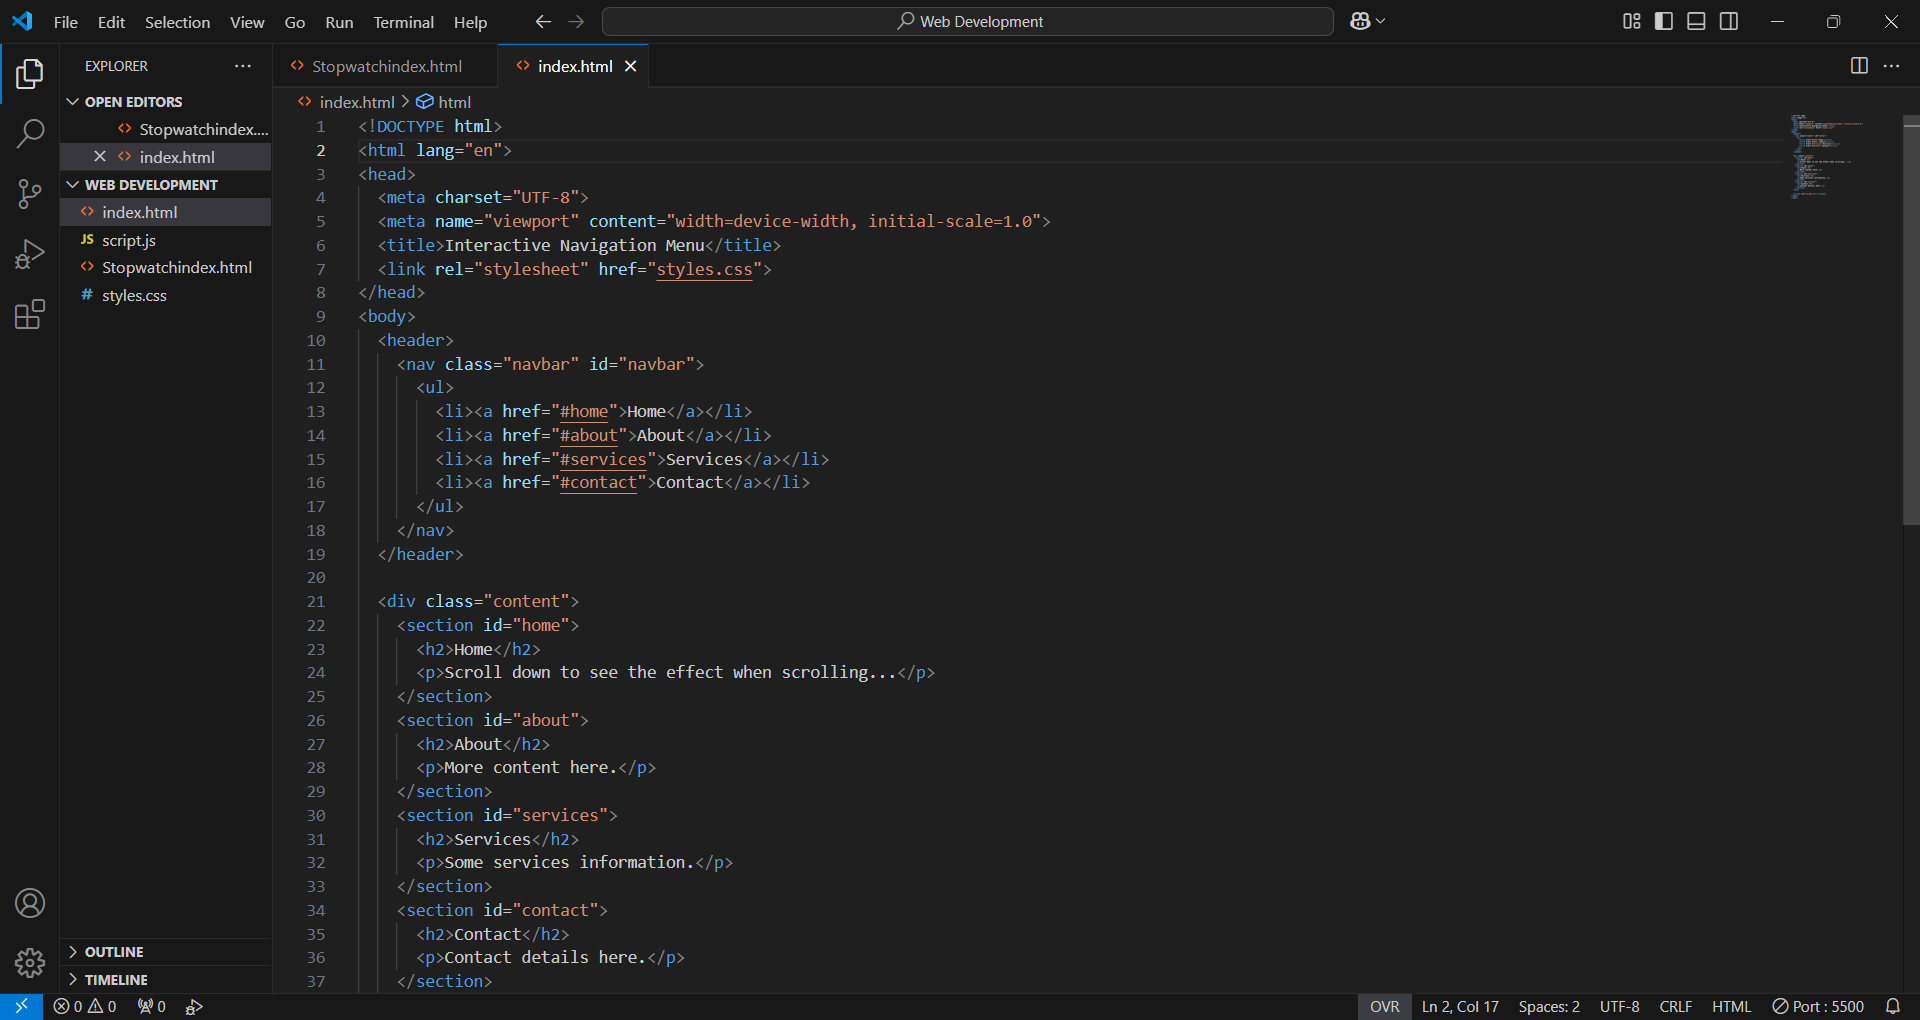 File Edit Selection View Go Run Terminal Help Web Development
EXPLORER
OPEN EDITORS
Stopwatchindex....
index.html
WEB DEVELOPMENT
index.html
JS script.js
Stopwatchindex.html
# styles.css
OUTLINE
TIMELINE
Stopwatchindex.html index.html
index.html > html
1 <!DOCTYPE html>
2 <html lang="en">
3 <head>
4 <meta charset="UTF-8">
5 <meta name="viewport" content="width=device-width, initial-scale=1.0">
6 <title>Interactive Navigation Menu</title>
7 <link rel="stylesheet" href="styles.css">
8 </head>
9 <body>
10 <header>
11 <nav class="navbar" id="navbar">
12 <ul>
13 <li><a href="#home">Home</a></li>
14 <li><a href="#about">About</a></li>
15 <li><a href="#services">Services</a></li>
16 <li><a href="#contact">Contact</a></li>
17 </ul>
18 </nav>
19 </header>
20
21 <div class="content">
22 <section id="home">
23 <h2>Home</h2>
24 <p>Scroll down to see the effect when scrolling...</p>
25 </section>
26 <section id="about">
27 <h2>About</h2>
28 <p>More content here.</p>
29 </section>
30 <section id="services">
31 <h2>Services</h2>
32 <p>Some services information.</p>
33 </section>
34 <section id="contact">
35 <h2>Contact</h2>
36 <p>Contact details here.</p>
37 </section>
0 0 0 OVR Ln 2, Col 17 Spaces: 2 UTF-8 CRLF HTML Port : 5500